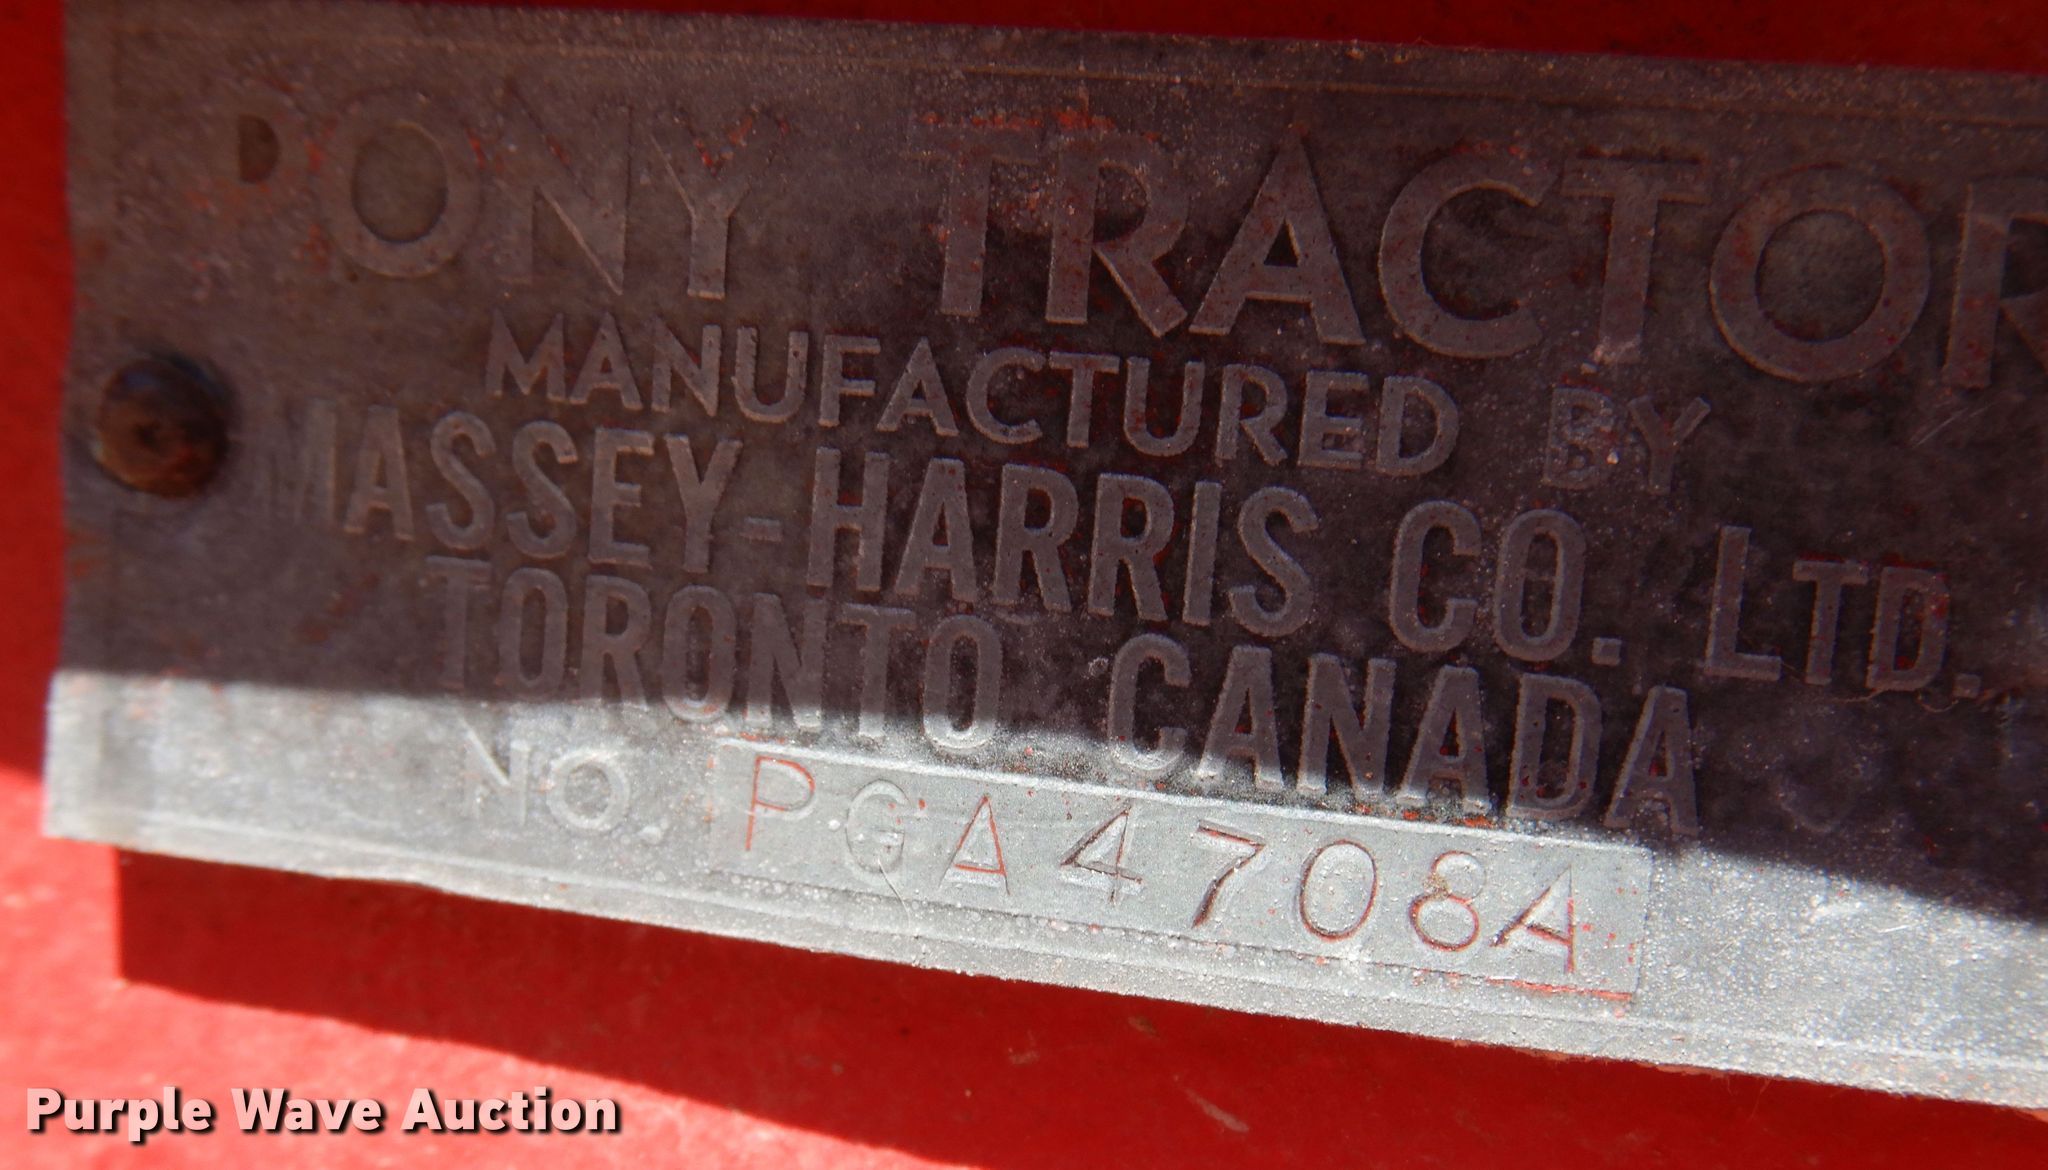 PONY TRACTOR
MANUFACTURED BY
MASSEY-HARRIS CO. LTD.
TORONTO CANADA
NO. PGA4708A
Purple Wave Auction